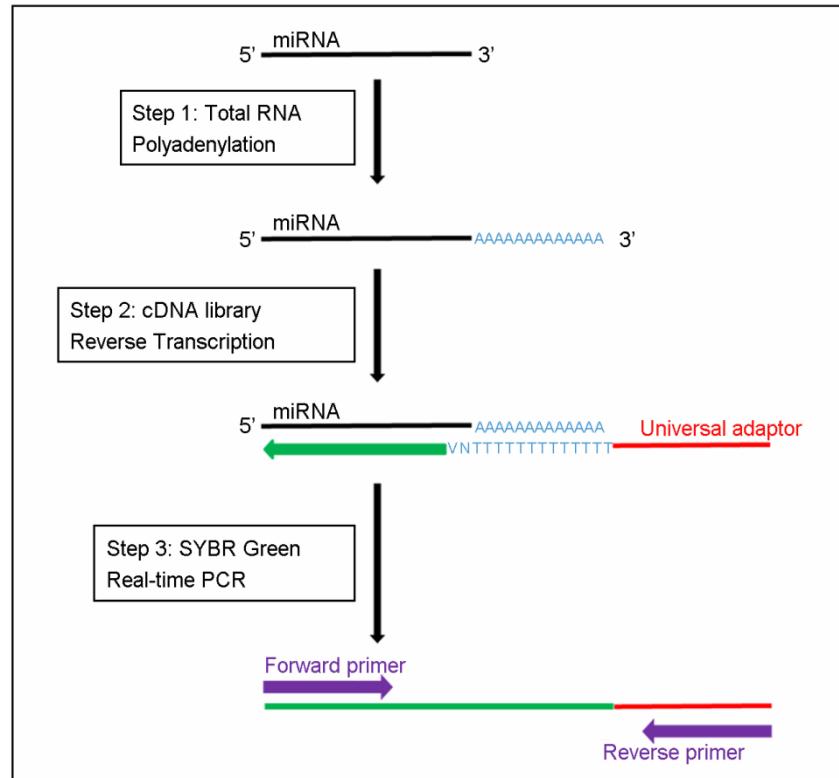 miRNA
5’ 3’
Step 1: Total RNA
Polyadenylation
miRNA
5’ AAAAAAAAAAAAA 3’
Step 2: cDNA library
Reverse Transcription
miRNA
5’ AAAAAAAAAAAAA
Universal adaptor
VNTTTTTTTTTTTTTT
Step 3: SYBR Green
Real-time PCR
Forward primer
Reverse primer